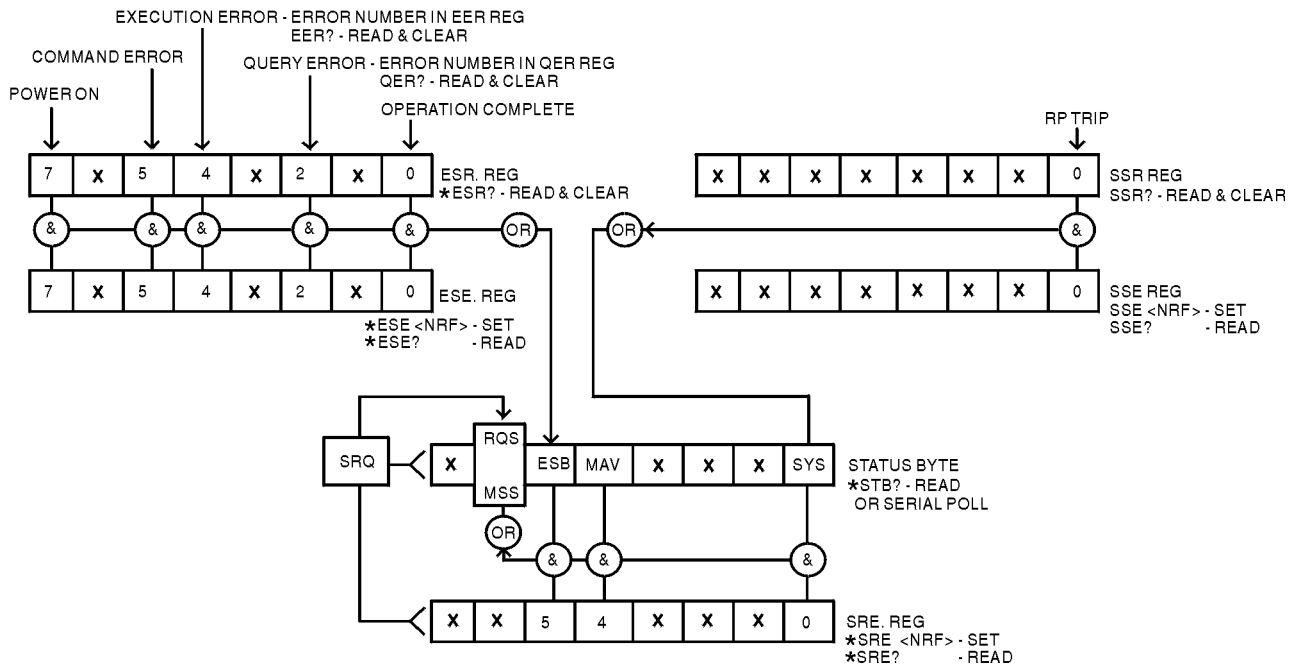 EXECUTION ERROR - ERROR NUMBER IN EER REG
EER? - READ & CLEAR
COMMAND ERROR
QUERY ERROR - ERROR NUMBER IN QER REG
QER? - READ & CLEAR
POWER ON
OPERATION COMPLETE
RP TRIP
7 X 5 4 X 2 X 0
ESR. REG
*ESR? - READ & CLEAR
X X X X X X X 0
SSR REG
SSR? - READ & CLEAR
& & & & & OR
OR &
7 X 5 4 X 2 X 0
ESE. REG
*ESE <NRF> - SET
*ESE? - READ
X X X X X X X 0
SSE REG
SSE <NRF> - SET
SSE? - READ
SRQ
X RQS MSS ESB MAV X X X SYS
STATUS BYTE
*STB? - READ
OR SERIAL POLL
OR
& & &
X X 5 4 X X X 0
SRE. REG
*SRE <NRF> - SET
*SRE? - READ